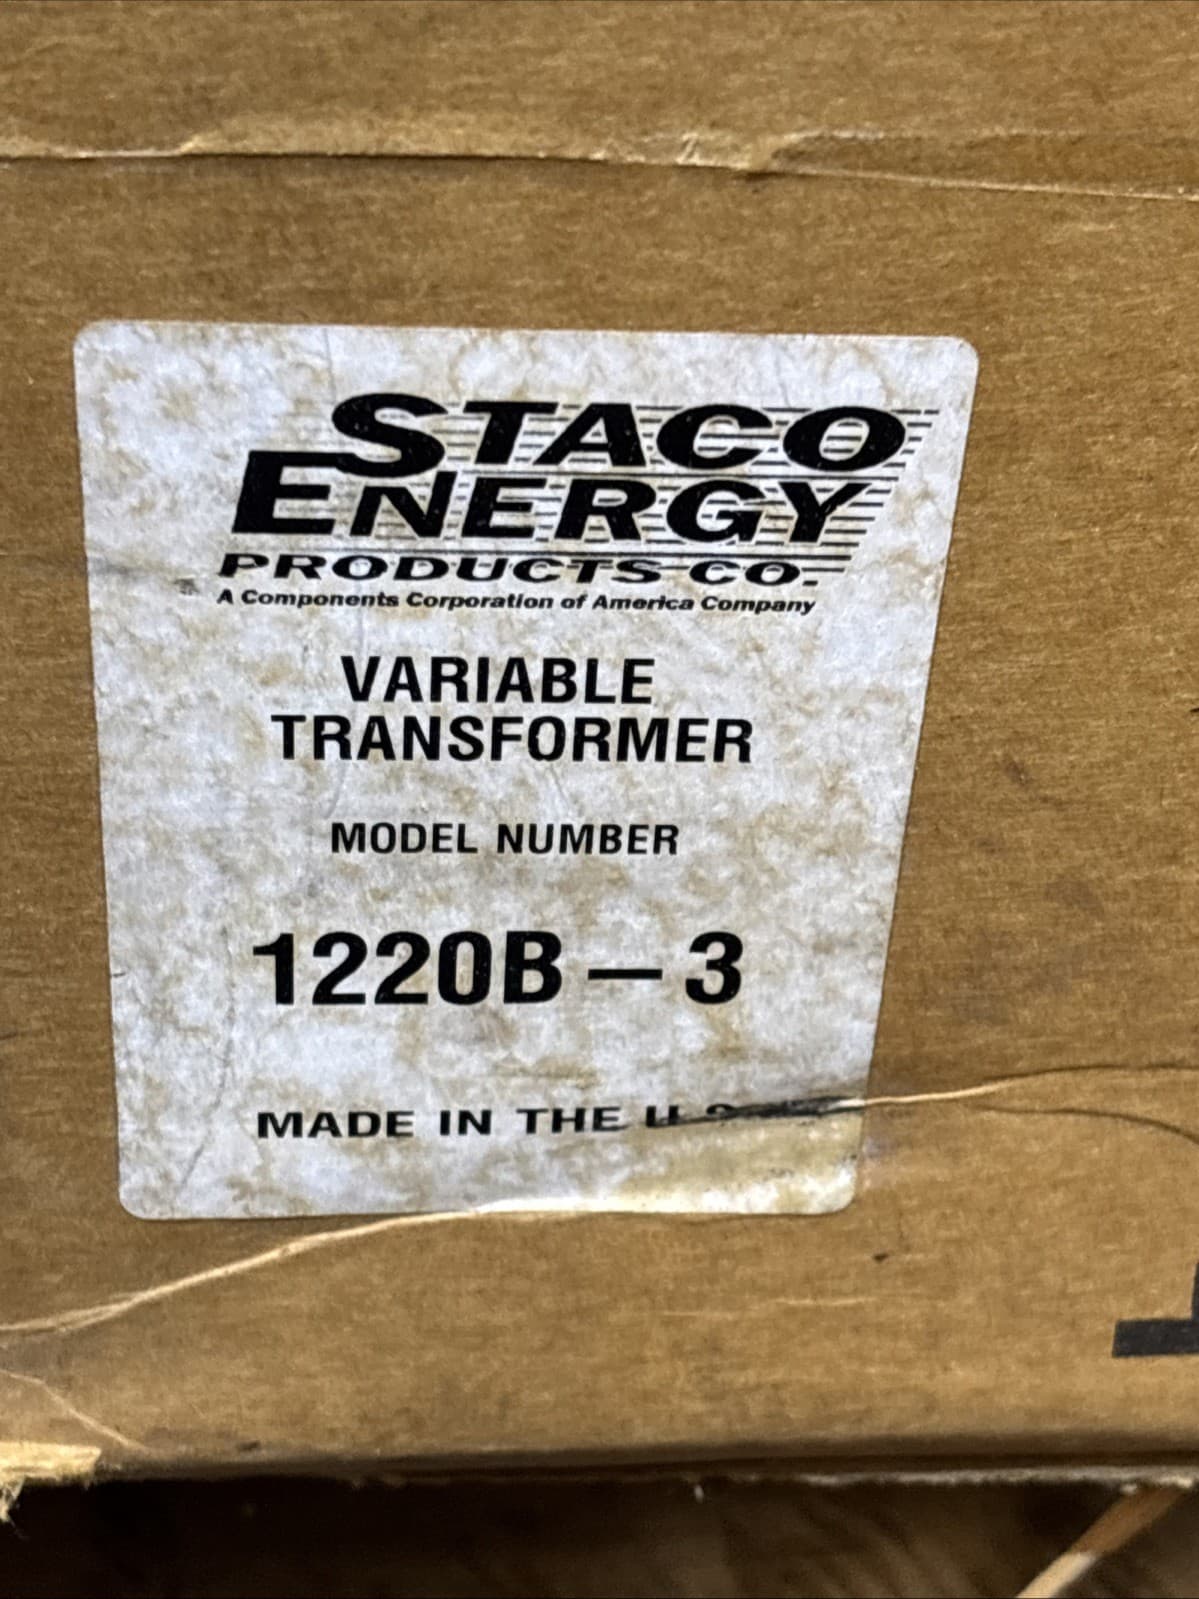 STACO
ENERGY
PRODUCTS CO.
A Components Corporation of America Company
VARIABLE
TRANSFORMER
MODEL NUMBER
1220B – 3
MADE IN THE